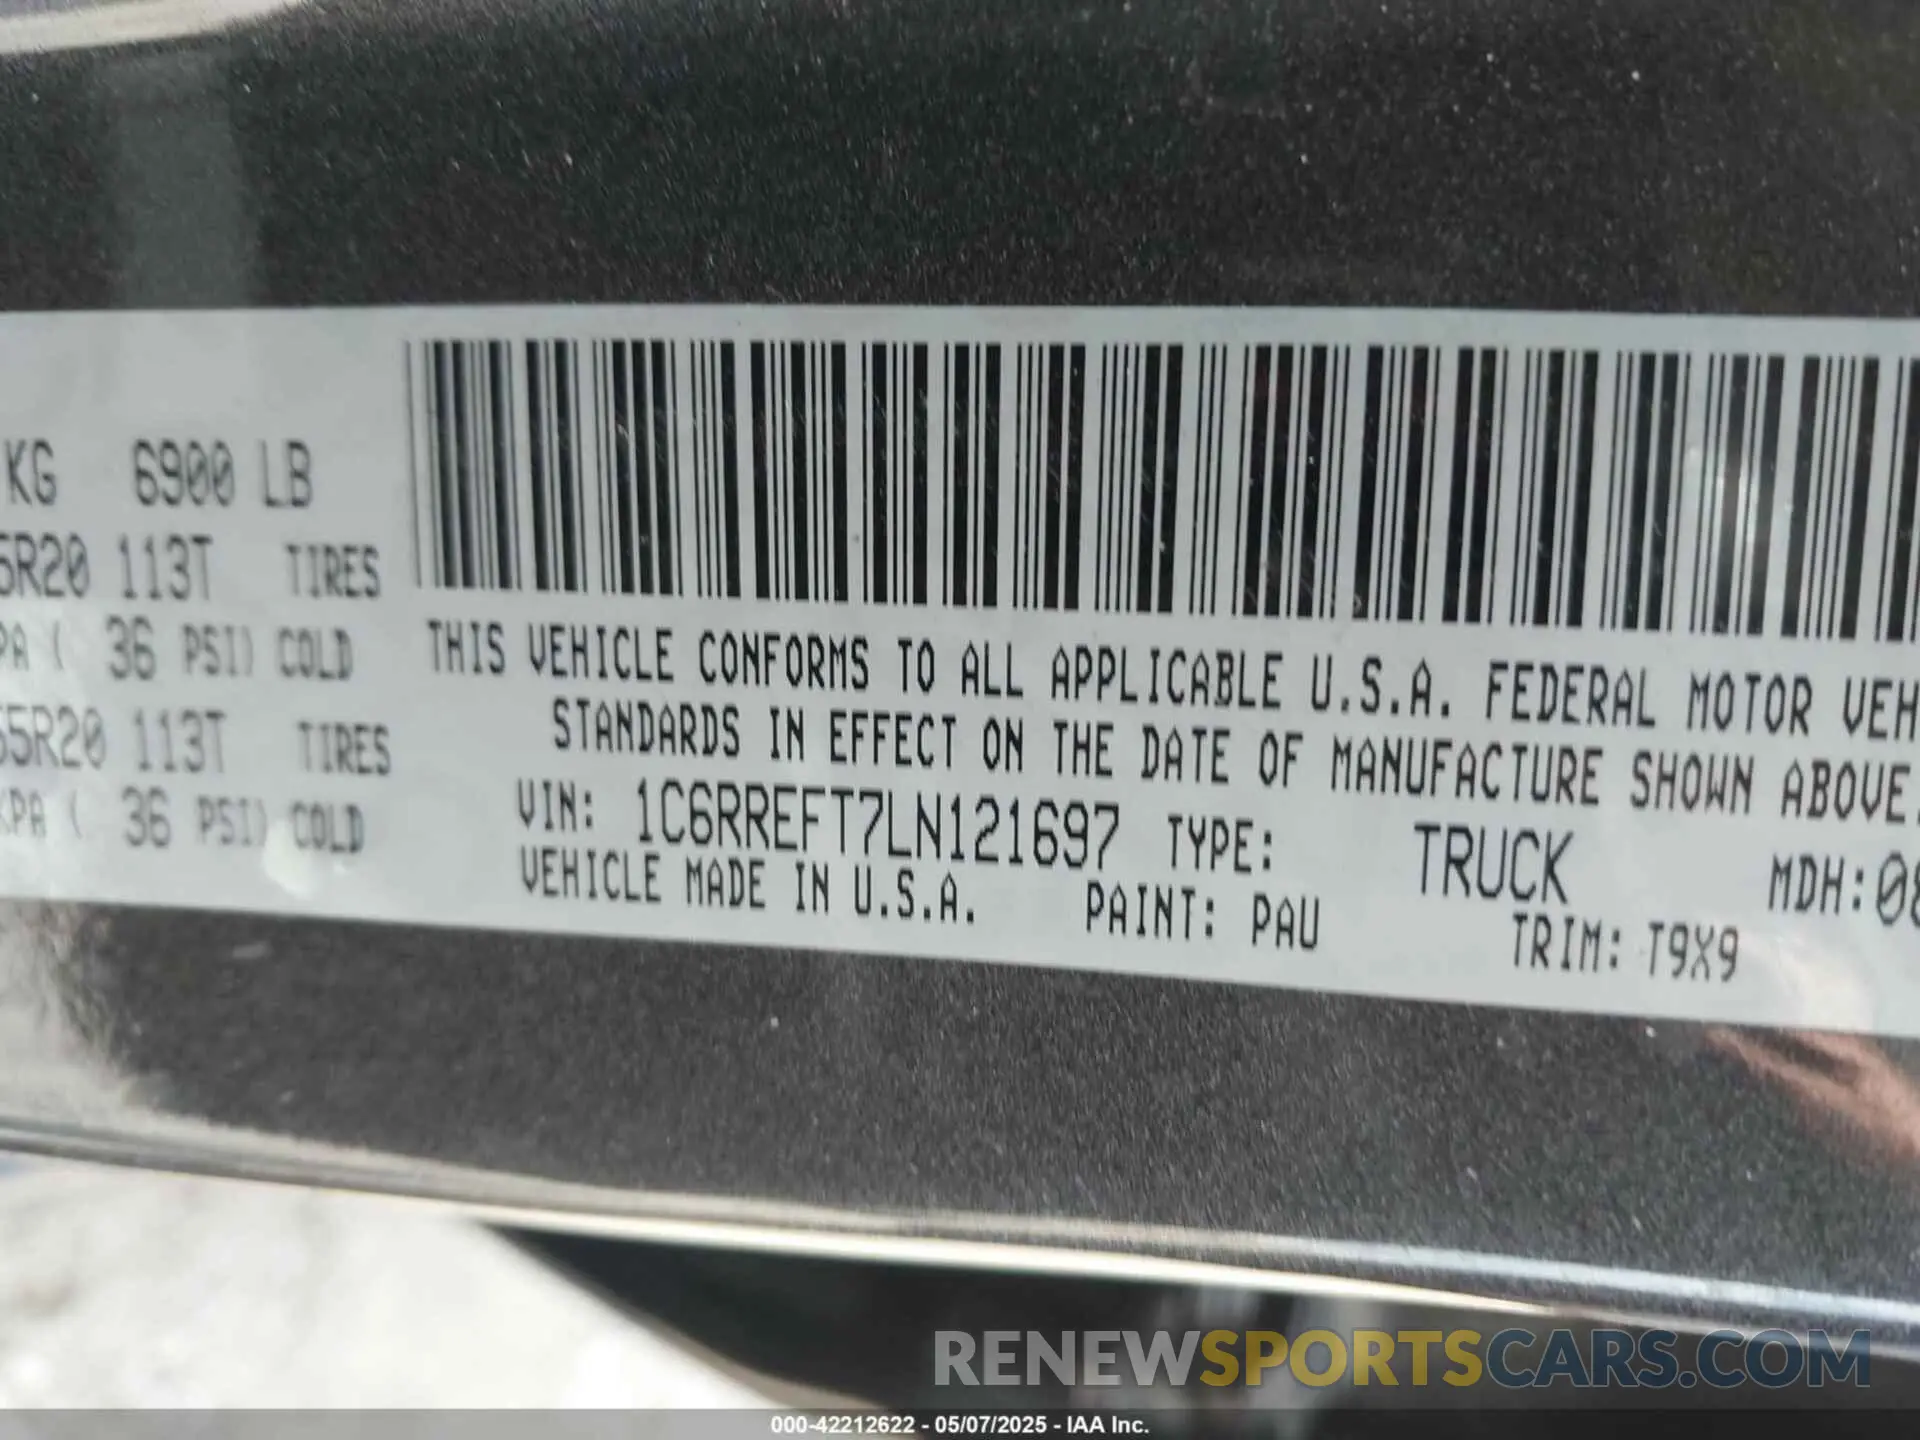 KG 6900 LB
5R20 113T TIRES
PA ( 36 PSI) COLD
55R20 113T TIRES
KPA ( 36 PSI) COLD
THIS VEHICLE CONFORMS TO ALL APPLICABLE U.S.A. FEDERAL MOTOR VEH
STANDARDS IN EFFECT ON THE DATE OF MANUFACTURE SHOWN ABOVE.
VIN: 1C6RREFT7LN121697 TYPE: TRUCK MDH:08
VEHICLE MADE IN U.S.A. PAINT: PAU TRIM: T9X9
RENEWSPORTSCARS.COM
000-42212622 - 05/07/2025 - IAA Inc.